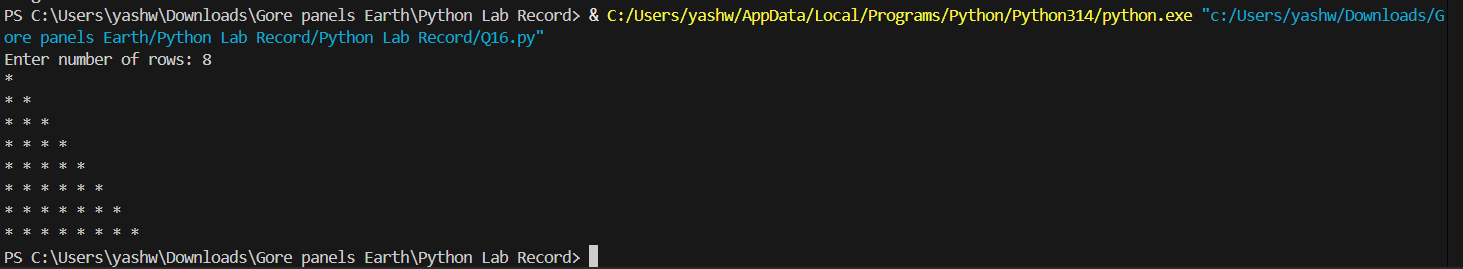 PS C:\Users\yashw\Downloads\Gore panels Earth\Python Lab Record> & C:/Users/yashw/AppData/Local/Programs/Python/Python314/python.exe "c:/Users/yashw/Downloads/G
ore panels Earth/Python Lab Record/Python Lab Record/Q16.py"
Enter number of rows: 8
*
* *
* * *
* * * *
* * * * *
* * * * * *
* * * * * * *
* * * * * * * *
PS C:\Users\yashw\Downloads\Gore panels Earth\Python Lab Record>